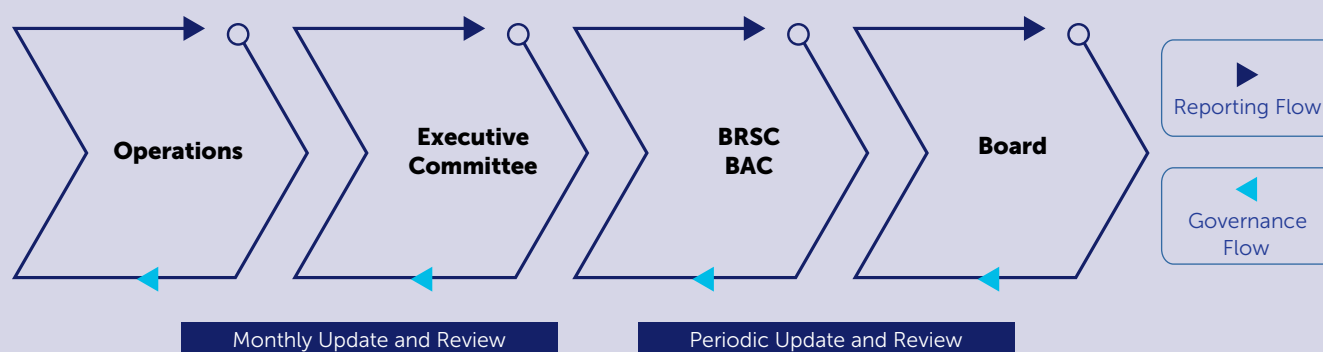 Operations
Executive
Committee
BRSC
BAC
Board
Reporting Flow
Governance
Flow
Monthly Update and Review
Periodic Update and Review